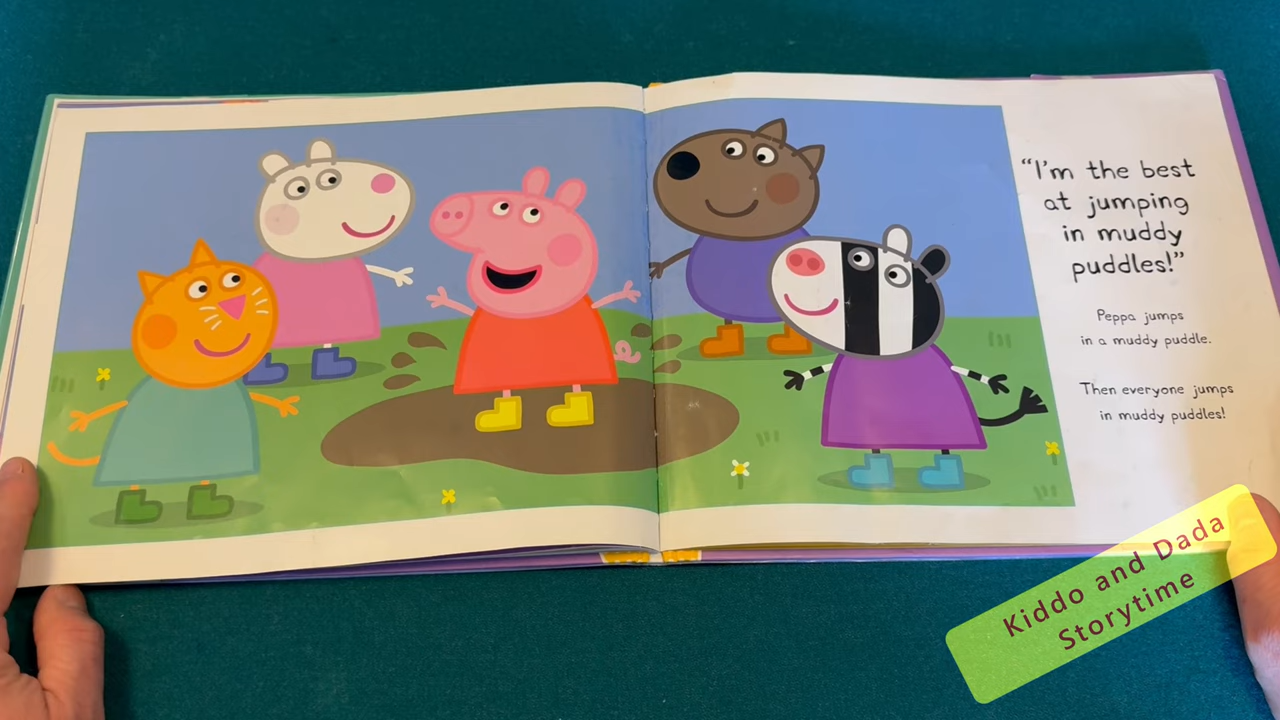 “I’m the best
at jumping
in muddy
puddles!”
Peppa jumps
in a muddy puddle.
Then everyone jumps
in muddy puddles!
Kiddo and Dada
Storytime